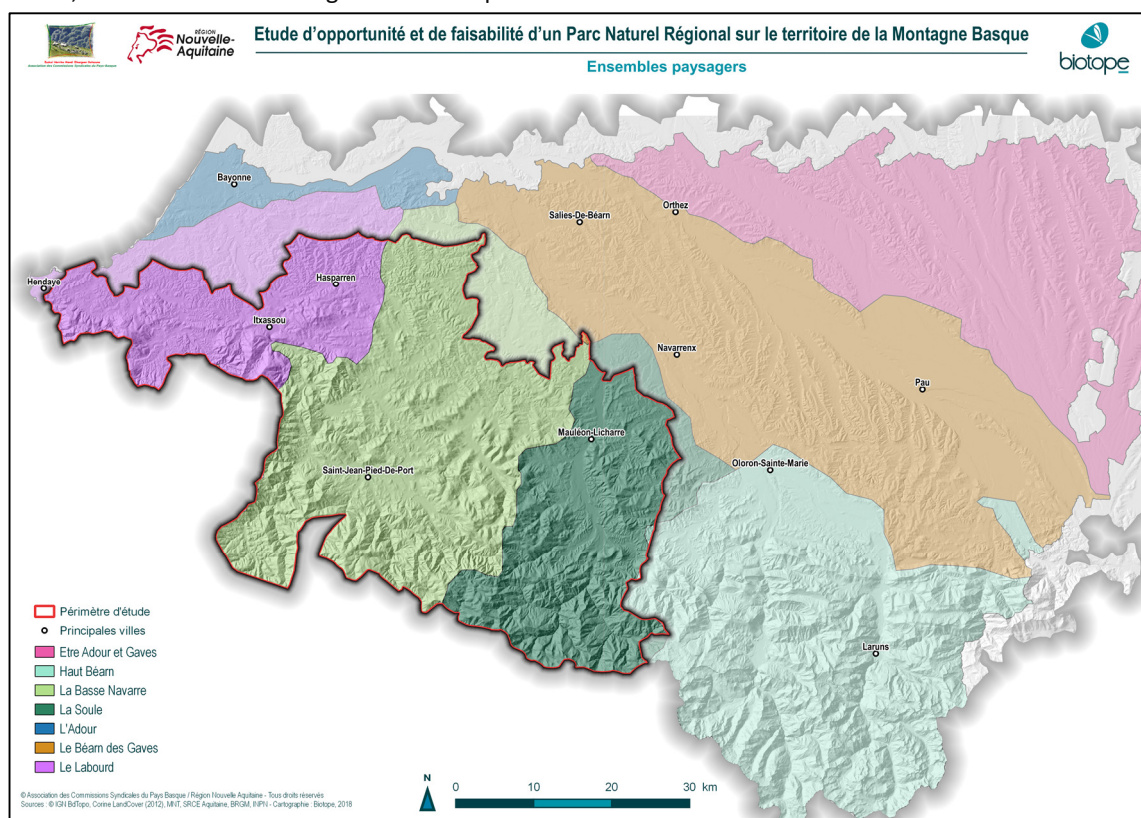 RÉGION
Nouvelle-
Aquitaine
Etude d'opportunité et de faisabilité d'un Parc Naturel Régional sur le territoire de la Montagne Basque
Ensembles paysagers
biotope
Bayonne
Orthez
Salies-De-Béarn
Hendaye
Hasparren
Itxassou
Navarrenx
Pau
Mauléon-Licharre
Oloron-Sainte-Marie
Saint-Jean-Pied-De-Port
Laruns
Périmètre d'étude
Principales villes
Etre Adour et Gaves
Haut Béarn
La Basse Navarre
La Soule
L'Adour
Le Béarn des Gaves
Le Labourd
N
0 10 20 30 km
© Association des Commissions Syndicales du Pays Basque / Région Nouvelle Aquitaine - Tous droits réservés
Sources : © IGN BdTopo, Corine LandCover (2012), MNT, SRCE Aquitaine, BRGM, INPN - Cartographie : Biotope, 2018